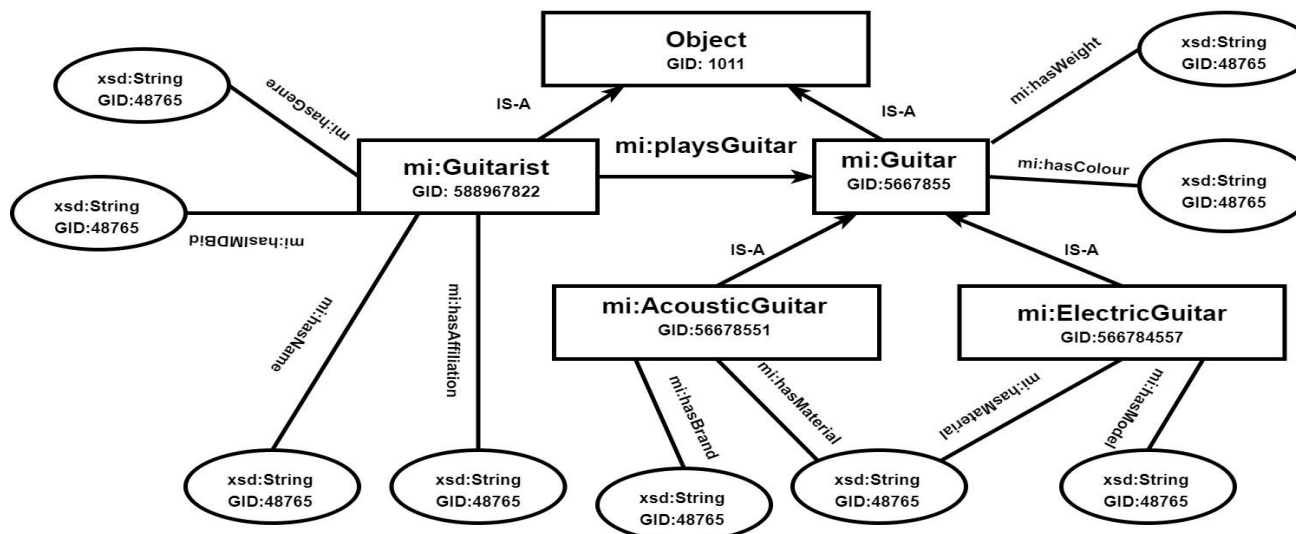 Object
GID: 1011
xsd:String
GID:48765
mi:hasGenre
IS-A
IS-A
mi:hasWeight
xsd:String
GID:48765
mi:Guitarist
GID: 588967822
mi:playsGuitar
mi:Guitar
GID:5667855
mi:hasColour
xsd:String
GID:48765
xsd:String
GID:48765
mi:hasIMDBid
IS-A
IS-A
mi:hasName
mi:hasAffiliation
mi:AcousticGuitar
GID:56678551
mi:ElectricGuitar
GID:566784557
mi:hasBrand
mi:hasMaterial
mi:hasMaterial
mi:hasModel
xsd:String
GID:48765
xsd:String
GID:48765
xsd:String
GID:48765
xsd:String
GID:48765
xsd:String
GID:48765